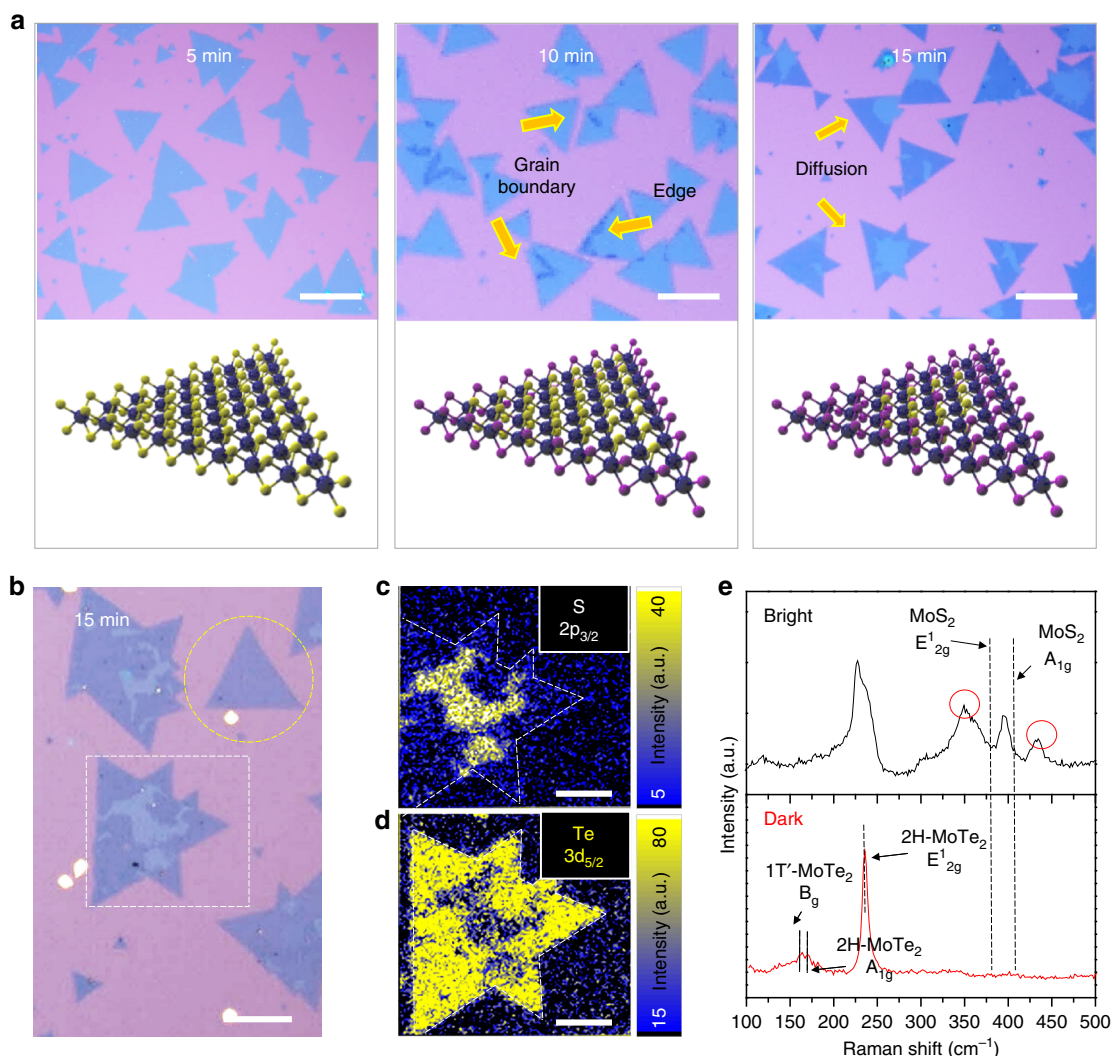 a
5 min
10 min
15 min
Grain
boundary
Edge
Diffusion
b
15 min
c
S
2p3/2
40
Intensity (a.u.)
5
d
Te
3d5/2
80
Intensity (a.u.)
15
e
Bright
MoS2
E¹2g
MoS2
A1g
Intensity (a.u.)
Dark
2H-MoTe2
E¹2g
1T′-MoTe2
Bg
2H-MoTe2
A1g
100 150 200 250 300 350 400 450 500
Raman shift (cm⁻¹)